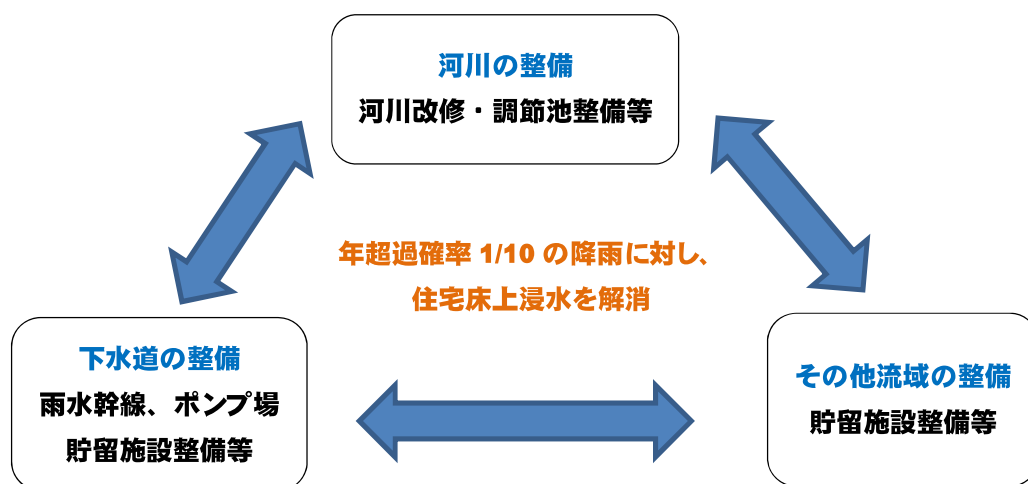 河川の整備
河川改修・調節池整備等
年超過確率 1/10 の降雨に対し、
住宅床上浸水を解消
下水道の整備
雨水幹線、ポンプ場
貯留施設整備等
その他流域の整備
貯留施設整備等